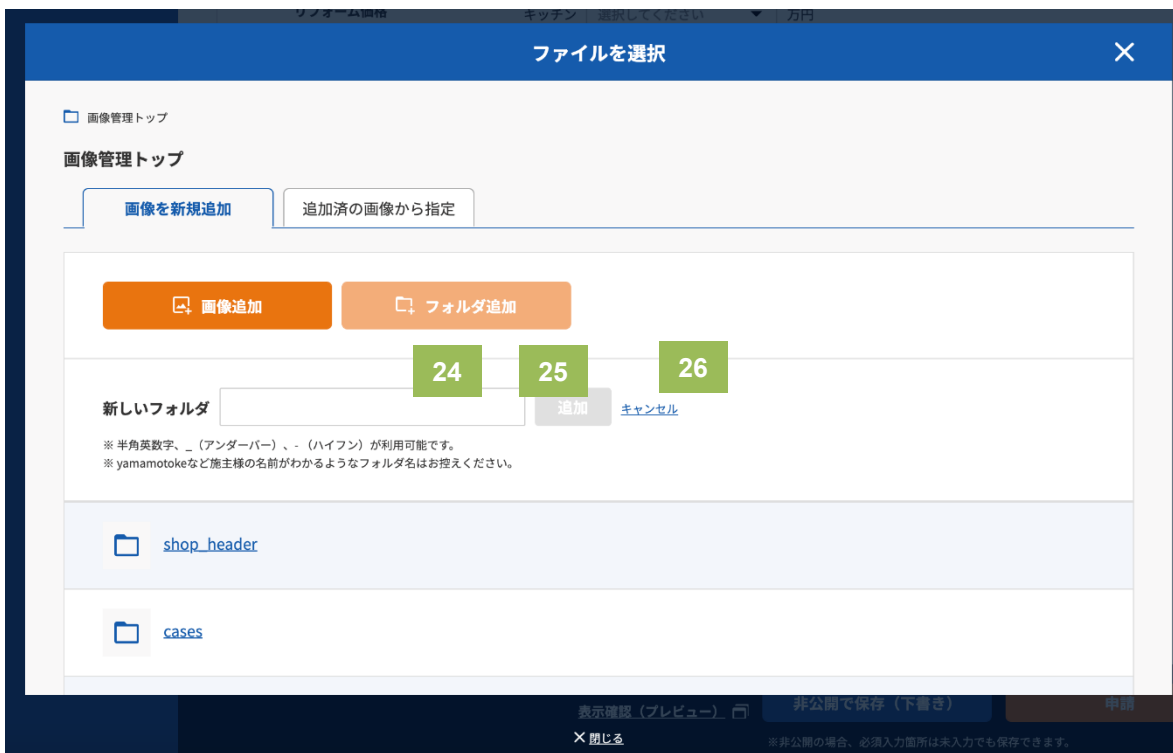 リフォーム価格 キッチン 選択してください 万円
ファイルを選択
画像管理トップ
画像管理トップ
画像を新規追加 追加済の画像から指定
画像追加 フォルダ追加
24 25 26
新しいフォルダ 追加 キャンセル
※ 半角英数字、_（アンダーバー）、-（ハイフン）が利用可能です。
※ yamamotokeなど施主様の名前がわかるようなフォルダ名はお控えください。
shop_header
cases
表示確認（プレビュー） 非公開で保存（下書き） 申請
閉じる ※非公開の場合、必須入力箇所は未入力でも保存できます。